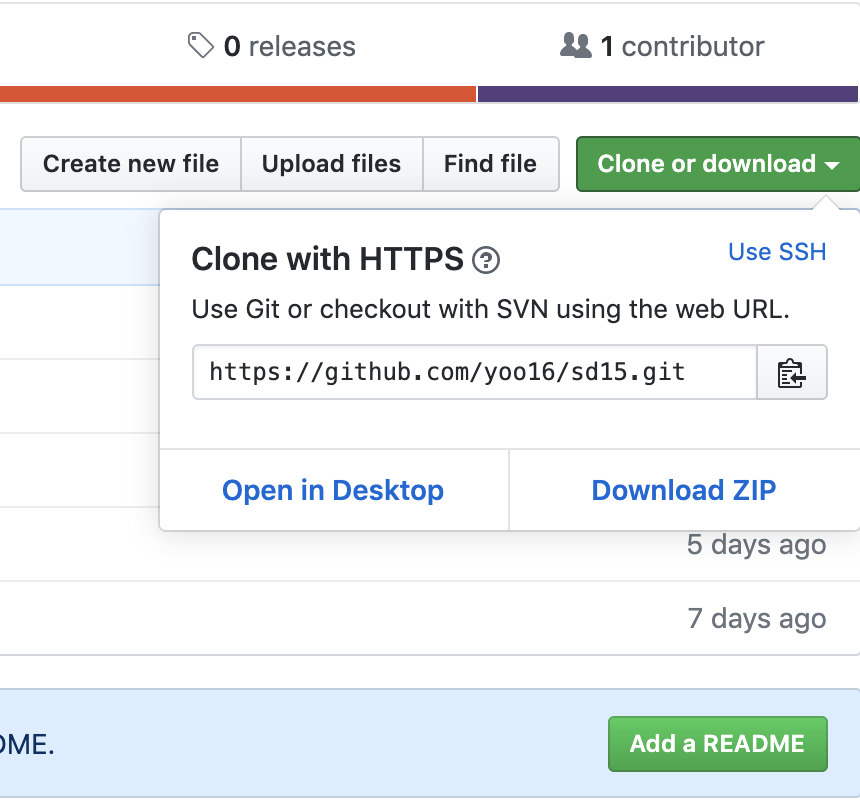 0 releases
1 contributor
Create new file
Upload files
Find file
Clone or download
Clone with HTTPS
Use SSH
Use Git or checkout with SVN using the web URL.
https://github.com/yoo16/sd15.git
Open in Desktop
Download ZIP
5 days ago
7 days ago
OME.
Add a README